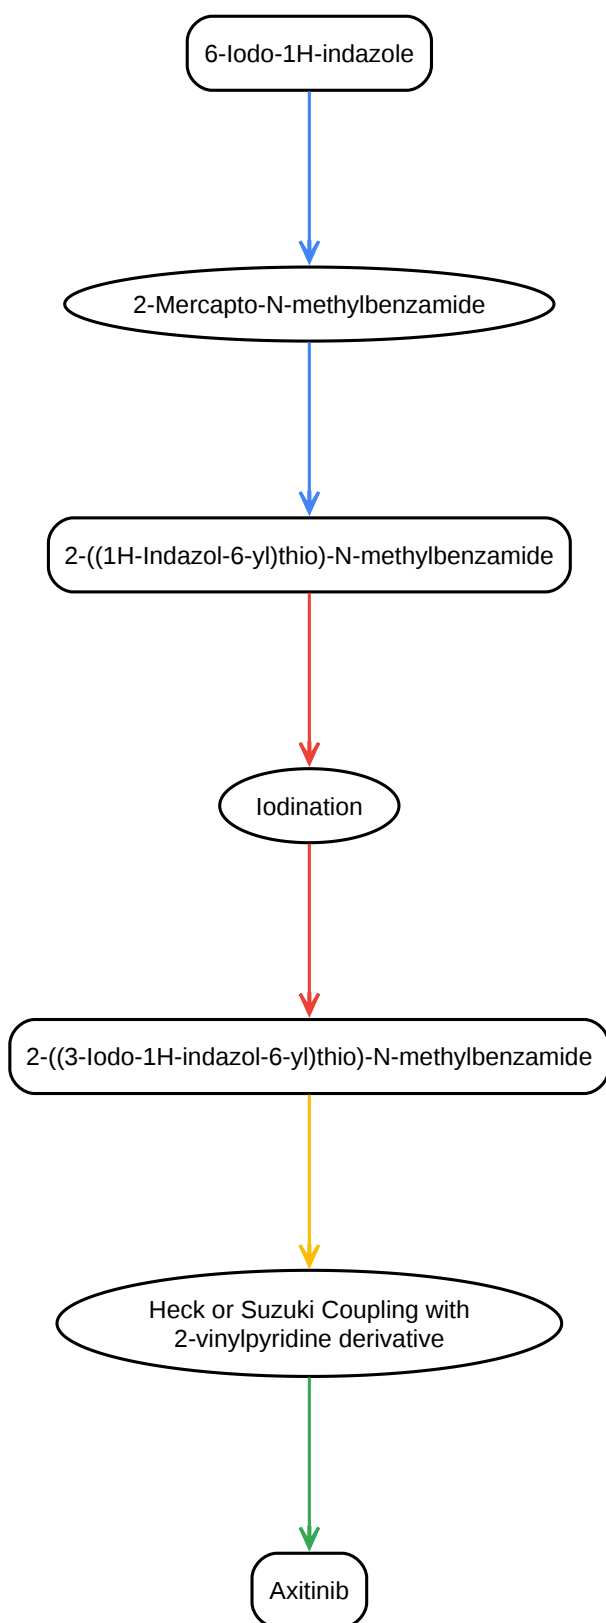 6-Iodo-1H-indazole
2-Mercapto-N-methylbenzamide
2-((1H-Indazol-6-yl)thio)-N-methylbenzamide
Iodination
2-((3-Iodo-1H-indazol-6-yl)thio)-N-methylbenzamide
Heck or Suzuki Coupling with
2-vinylpyridine derivative
Axitinib